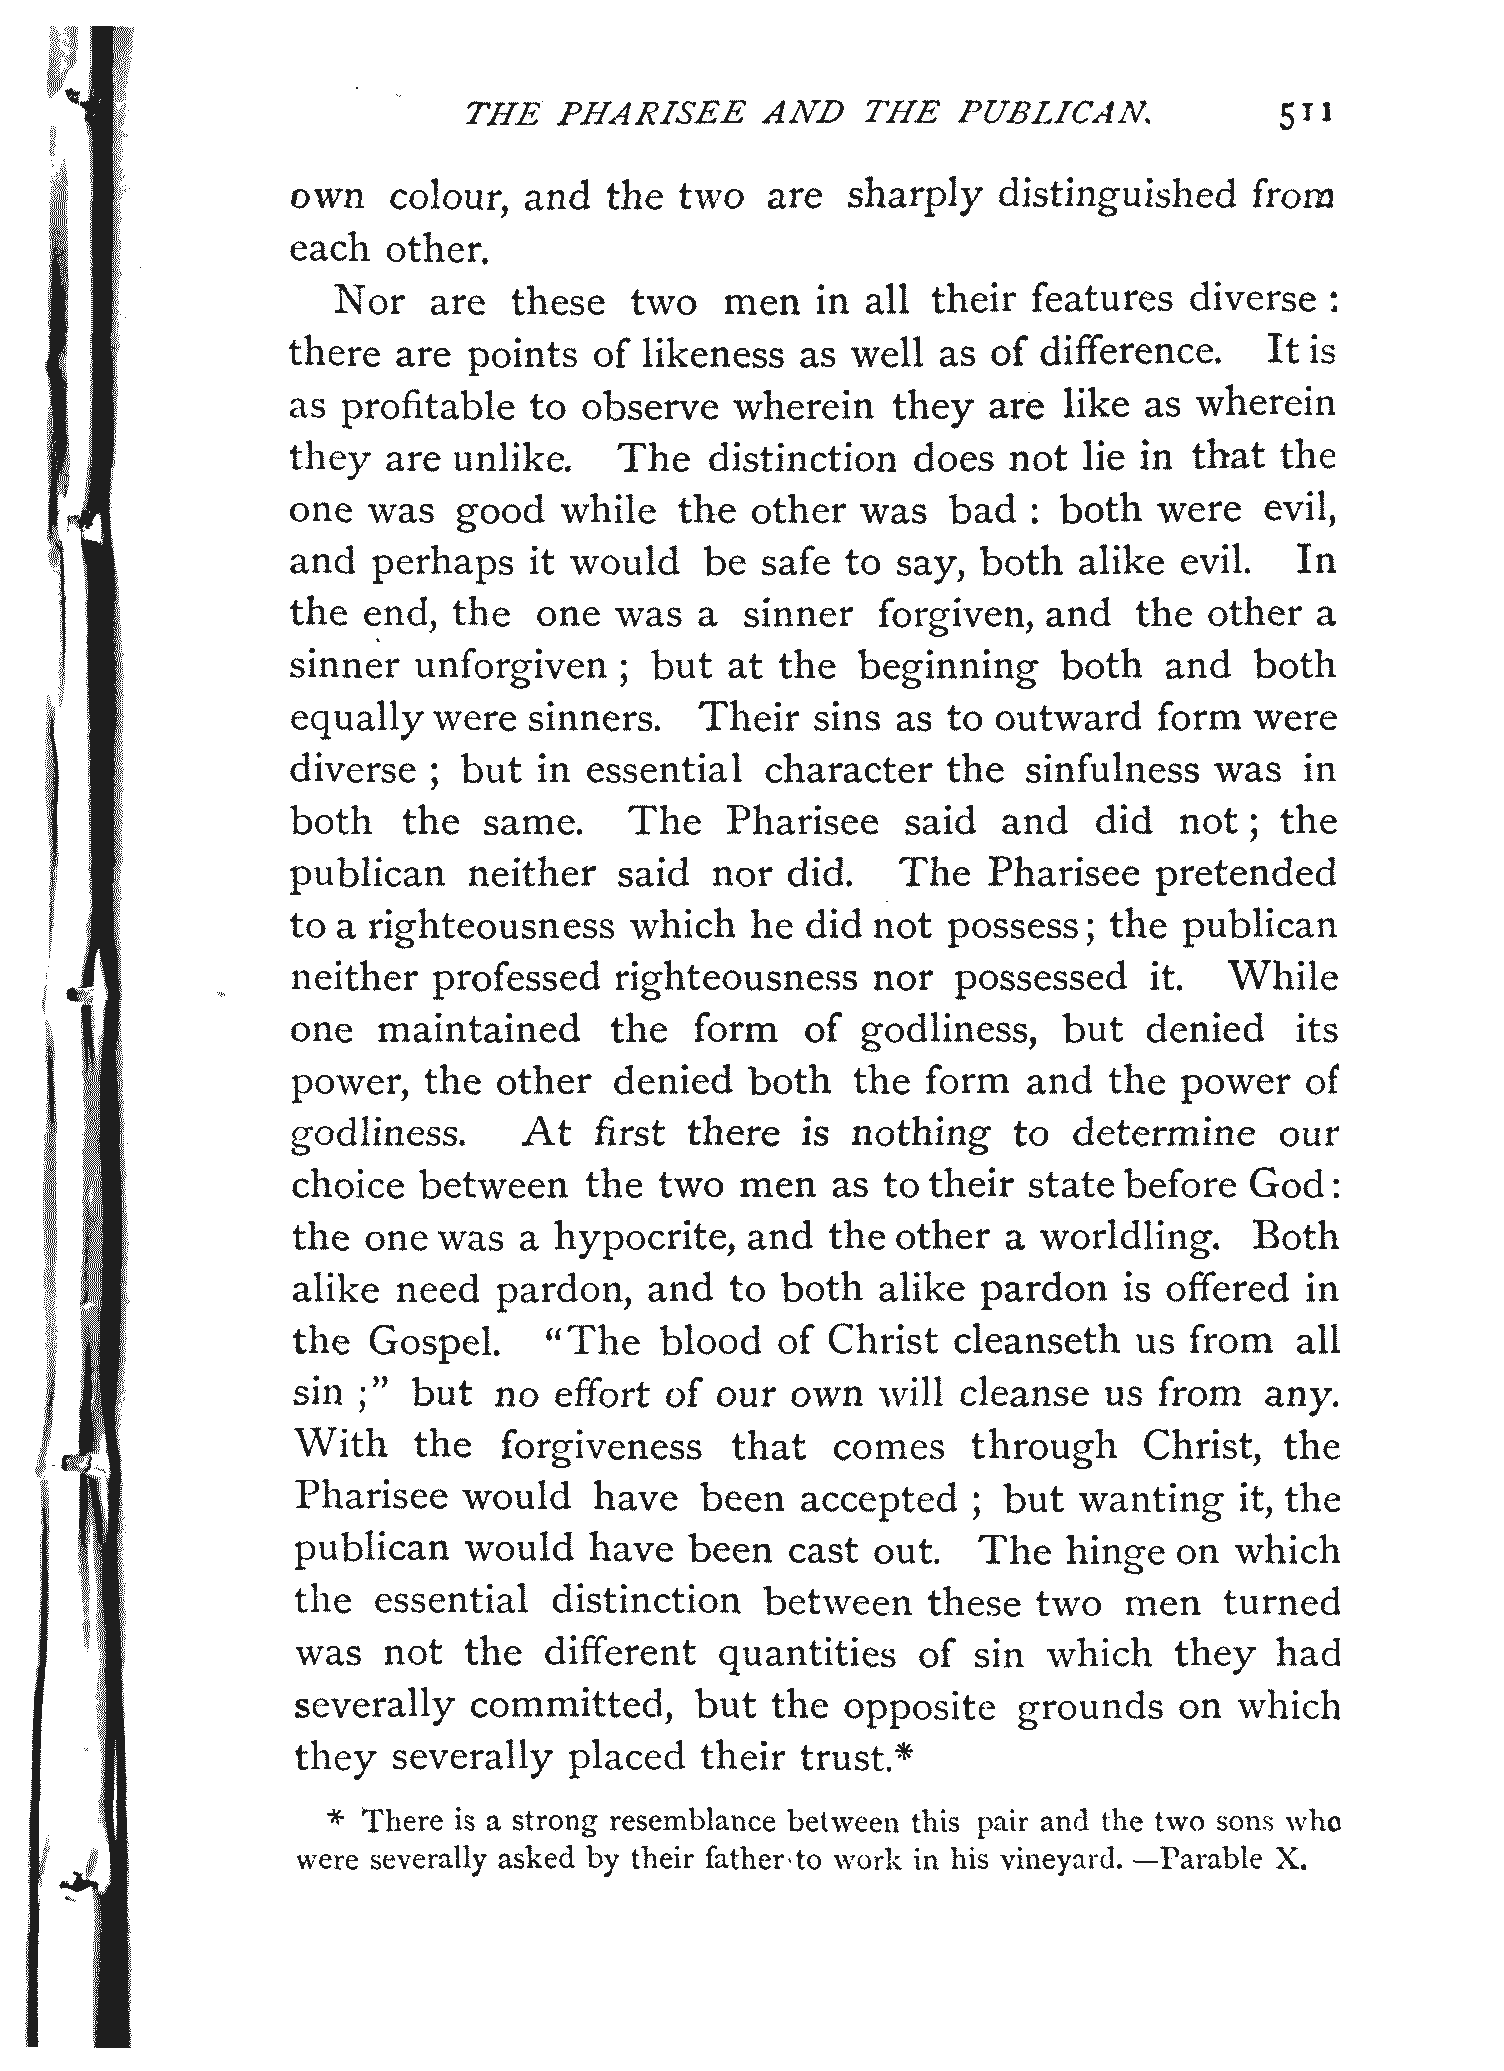 THE PHARISEE AND THE PUBLICAN. 511
own colour, and the two are sharply distinguished from
each other.
Nor are these two men in all their features diverse :
there are points of likeness as well as of difference. It is
as profitable to observe wherein they are like as wherein
they are unlike. The distinction does not lie in that the
one was good while the other was bad : both were evil,
and perhaps it would be safe to say, both alike evil. In
the end, the one was a sinner forgiven, and the other a
sinner unforgiven ; but at the beginning both and both
equally were sinners. Their sins as to outward form were
diverse ; but in essential character the sinfulness was in
both the same. The Pharisee said and did not ; the
publican neither said nor did. The Pharisee pretended
to a righteousness which he did not possess ; the publican
neither professed righteousness nor possessed it. While
one maintained the form of godliness, but denied its
power, the other denied both the form and the power of
godliness. At first there is nothing to determine our
choice between the two men as to their state before God :
the one was a hypocrite, and the other a worldling. Both
alike need pardon, and to both alike pardon is offered in
the Gospel. “The blood of Christ cleanseth us from all
sin ;” but no effort of our own will cleanse us from any.
With the forgiveness that comes through Christ, the
Pharisee would have been accepted ; but wanting it, the
publican would have been cast out. The hinge on which
the essential distinction between these two men turned
was not the different quantities of sin which they had
severally committed, but the opposite grounds on which
they severally placed their trust.*
* There is a strong resemblance between this pair and the two sons who
were severally asked by their father to work in his vineyard. —Parable X.